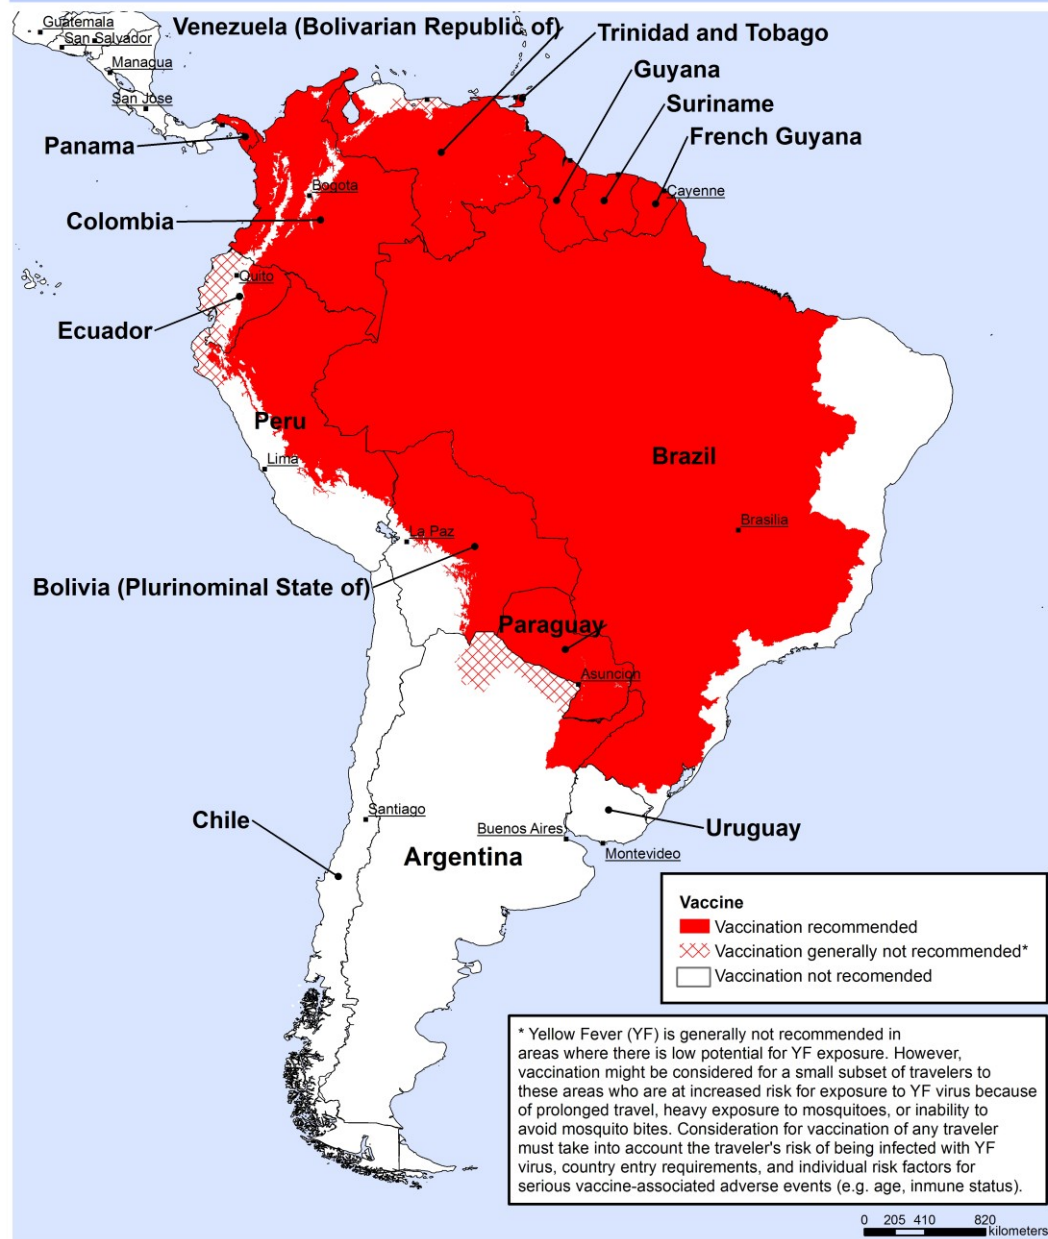 Guatemala
San Salvador
Managua
San Jose
Venezuela (Bolivarian Republic of)
Trinidad and Tobago
Guyana
Suriname
French Guyana
Panama
Cayenne
Bogota
Colombia
Quito
Ecuador
Peru
Lima
Brazil
Brasilia
La Paz
Bolivia (Plurinominal State of)
Paraguay
Asuncion
Santiago
Chile
Buenos Aires
Uruguay
Montevideo
Argentina
Vaccine
Vaccination recommended
Vaccination generally not recommended*
Vaccination not recomended
* Yellow Fever (YF) is generally not recommended in
areas where there is low potential for YF exposure. However,
vaccination might be considered for a small subset of travelers to
these areas who are at increased risk for exposure to YF virus because
of prolonged travel, heavy exposure to mosquitoes, or inability to
avoid mosquito bites. Consideration for vaccination of any traveler
must take into account the traveler's risk of being infected with YF
virus, country entry requirements, and individual risk factors for
serious vaccine-associated adverse events (e.g. age, inmune status).
0 205 410 820
kilometers